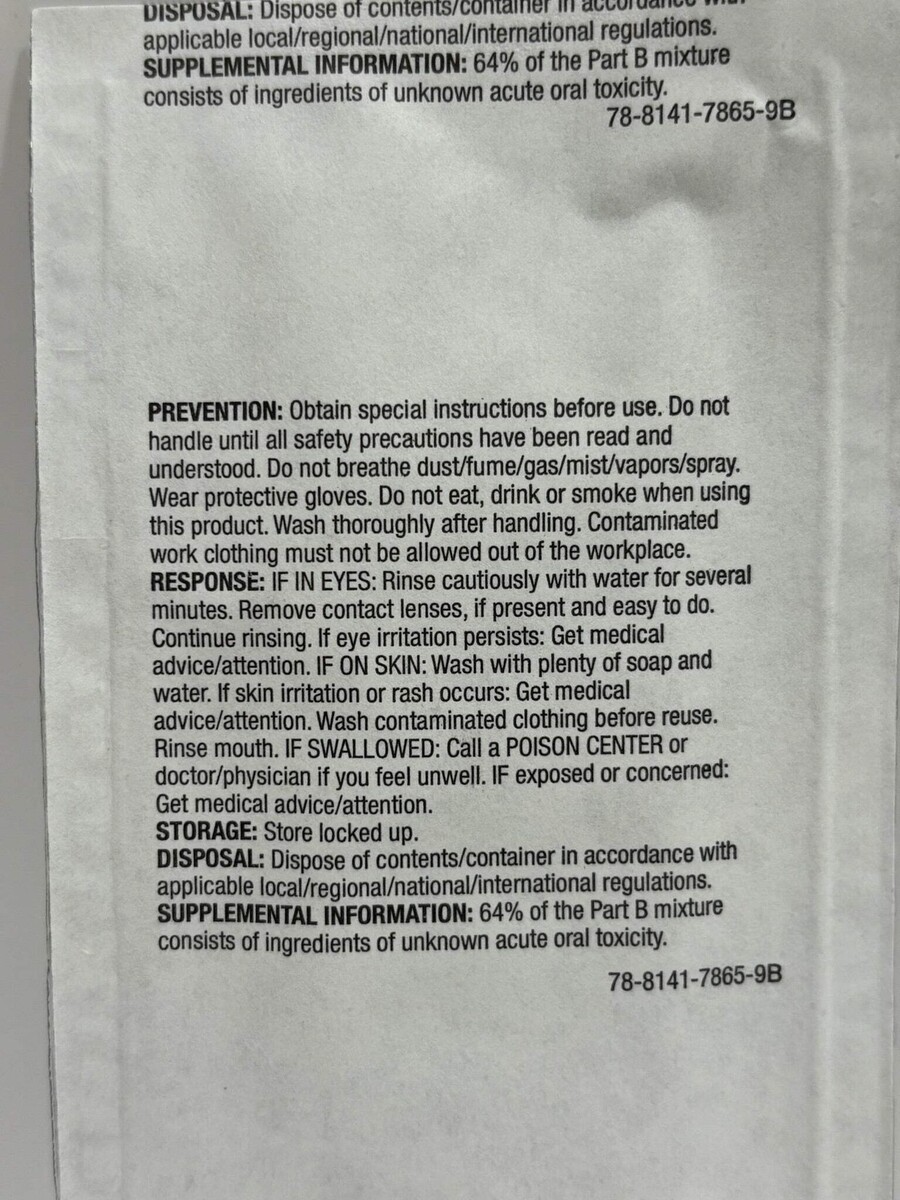 DISPOSAL: Dispose of contents/container in accordance with
applicable local/regional/national/international regulations.
SUPPLEMENTAL INFORMATION: 64% of the Part B mixture
consists of ingredients of unknown acute oral toxicity.
78-8141-7865-9B
PREVENTION: Obtain special instructions before use. Do not
handle until all safety precautions have been read and
understood. Do not breathe dust/fume/gas/mist/vapors/spray.
Wear protective gloves. Do not eat, drink or smoke when using
this product. Wash thoroughly after handling. Contaminated
work clothing must not be allowed out of the workplace.
RESPONSE: IF IN EYES: Rinse cautiously with water for several
minutes. Remove contact lenses, if present and easy to do.
Continue rinsing. If eye irritation persists: Get medical
advice/attention. IF ON SKIN: Wash with plenty of soap and
water. If skin irritation or rash occurs: Get medical
advice/attention. Wash contaminated clothing before reuse.
Rinse mouth. IF SWALLOWED: Call a POISON CENTER or
doctor/physician if you feel unwell. IF exposed or concerned:
Get medical advice/attention.
STORAGE: Store locked up.
DISPOSAL: Dispose of contents/container in accordance with
applicable local/regional/national/international regulations.
SUPPLEMENTAL INFORMATION: 64% of the Part B mixture
consists of ingredients of unknown acute oral toxicity.
78-8141-7865-9B